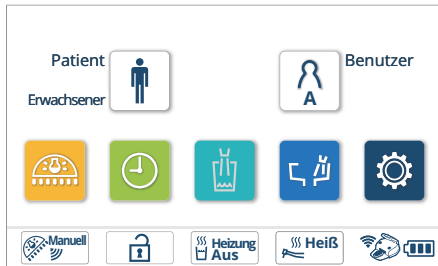 Patient
Benutzer
Erwachsener
A
Manuell
Heizung
Aus
Heiß